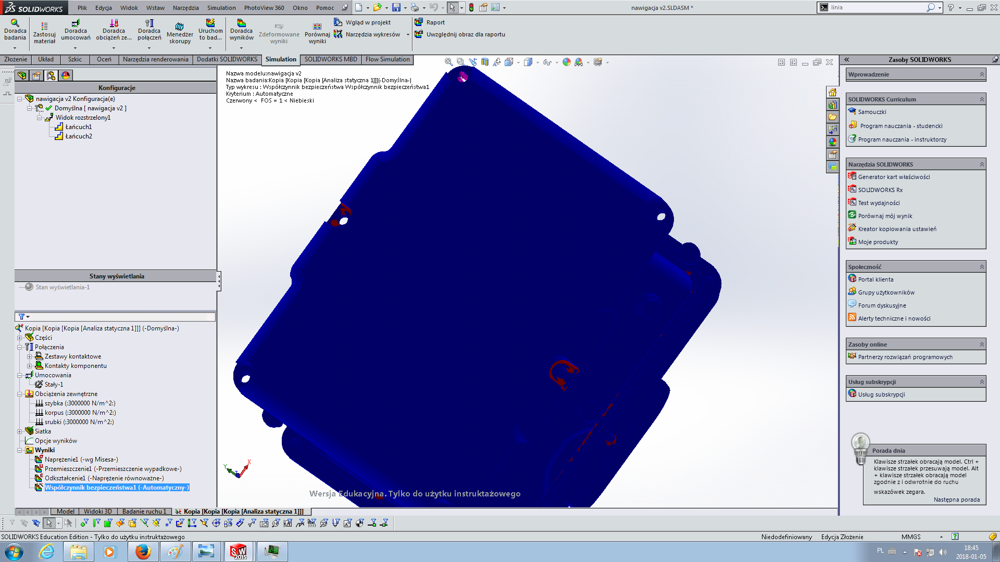 SOLIDWORKS
Plik Edycja Widok Wstaw Narzędzia Simulation PhotoView 360 Okno Pomoc
nawigacja v2.SLDASM *
linia
Doradca badania
Zastosuj materiał
Doradca umocowań
Doradca obciążeń ze...
Doradca połączeń
Menedżer skorupy
Uruchom to bad...
Doradca wyników
Zdeformowane wyniki
Porównaj wyniki
Wgląd w projekt
Narzędzia wykresów
Raport
Uwzględnij obraz dla raportu
Złożenie Układ Szkic Oceń Narzędzia renderowania Dodatki SOLIDWORKS Simulation SOLIDWORKS MBD Flow Simulation
Konfiguracje
nawigacja v2 Konfiguracja(e)
Domyślna [ nawigacja v2 ]
Widok rozstrzelony1
Łańcuch1
Łańcuch2
Stany wyświetlania
Stan wyświetlania-1
Kopia [Kopia [Kopia [Analiza statyczna 1]]] (-Domyślna-)
Części
Połączenia
Zestawy kontaktowe
Kontakty komponentu
Umocowania
Stały-1
Obciążenia zewnętrzne
szybka (:3000000 N/m^2:)
korpus (:3000000 N/m^2:)
srubki (:3000000 N/m^2:)
Siatka
Opcje wyników
Wyniki
Naprężenie1 (-wg Misesa-)
Przemieszczenie1 (-Przemieszczenie wypadkowe-)
Odkształcenie1 (-Naprężenie równoważne-)
Współczynnik bezpieczeństwa1 (-Automatyczny-)
Nazwa modelu:nawigacja v2
Nazwa badania:Kopia [Kopia [Kopia [Analiza statyczna 1]]](-Domyślna-)
Typ wykresu : Współczynnik bezpieczeństwa Współczynnik bezpieczeństwa1
Kryterium : Automatyczne
Czerwony < FOS = 1 < Niebieski
Y X Z
Wersja Edukacyjna. Tylko do użytku instruktażowego
Zasoby SOLIDWORKS
Wprowadzenie
SOLIDWORKS Curriculum
Samouczki
Program nauczania - studencki
Program nauczania - instruktorzy
Narzędzia SOLIDWORKS
Generator kart właściwości
SOLIDWORKS Rx
Test wydajności
Porównaj mój wynik
Kreator kopiowania ustawień
Moje produkty
Społeczność
Portal klienta
Grupy użytkowników
Forum dyskusyjne
Alerty techniczne i nowości
Zasoby online
Partnerzy rozwiązań programowych
Usług subskrypcji
Usług subskrypcji
Porada dnia
Klawisze strzałek obracają model. Ctrl +
klawisze strzałek przesuwają model. Alt
+ klawisze strzałek obracają model
zgodnie z i odwrotnie do ruchu
wskazówek zegara.
Następna porada
Model Widoki 3D Badanie ruchu 1 Kopia [Kopia [Kopia [Analiza statyczna 1]]]
SOLIDWORKS Education Edition - Tylko do użytku instruktażowego
Niedodefiniowany Edycja Złożenie MMGS
SW 2015
PL
18:45
2018-01-05